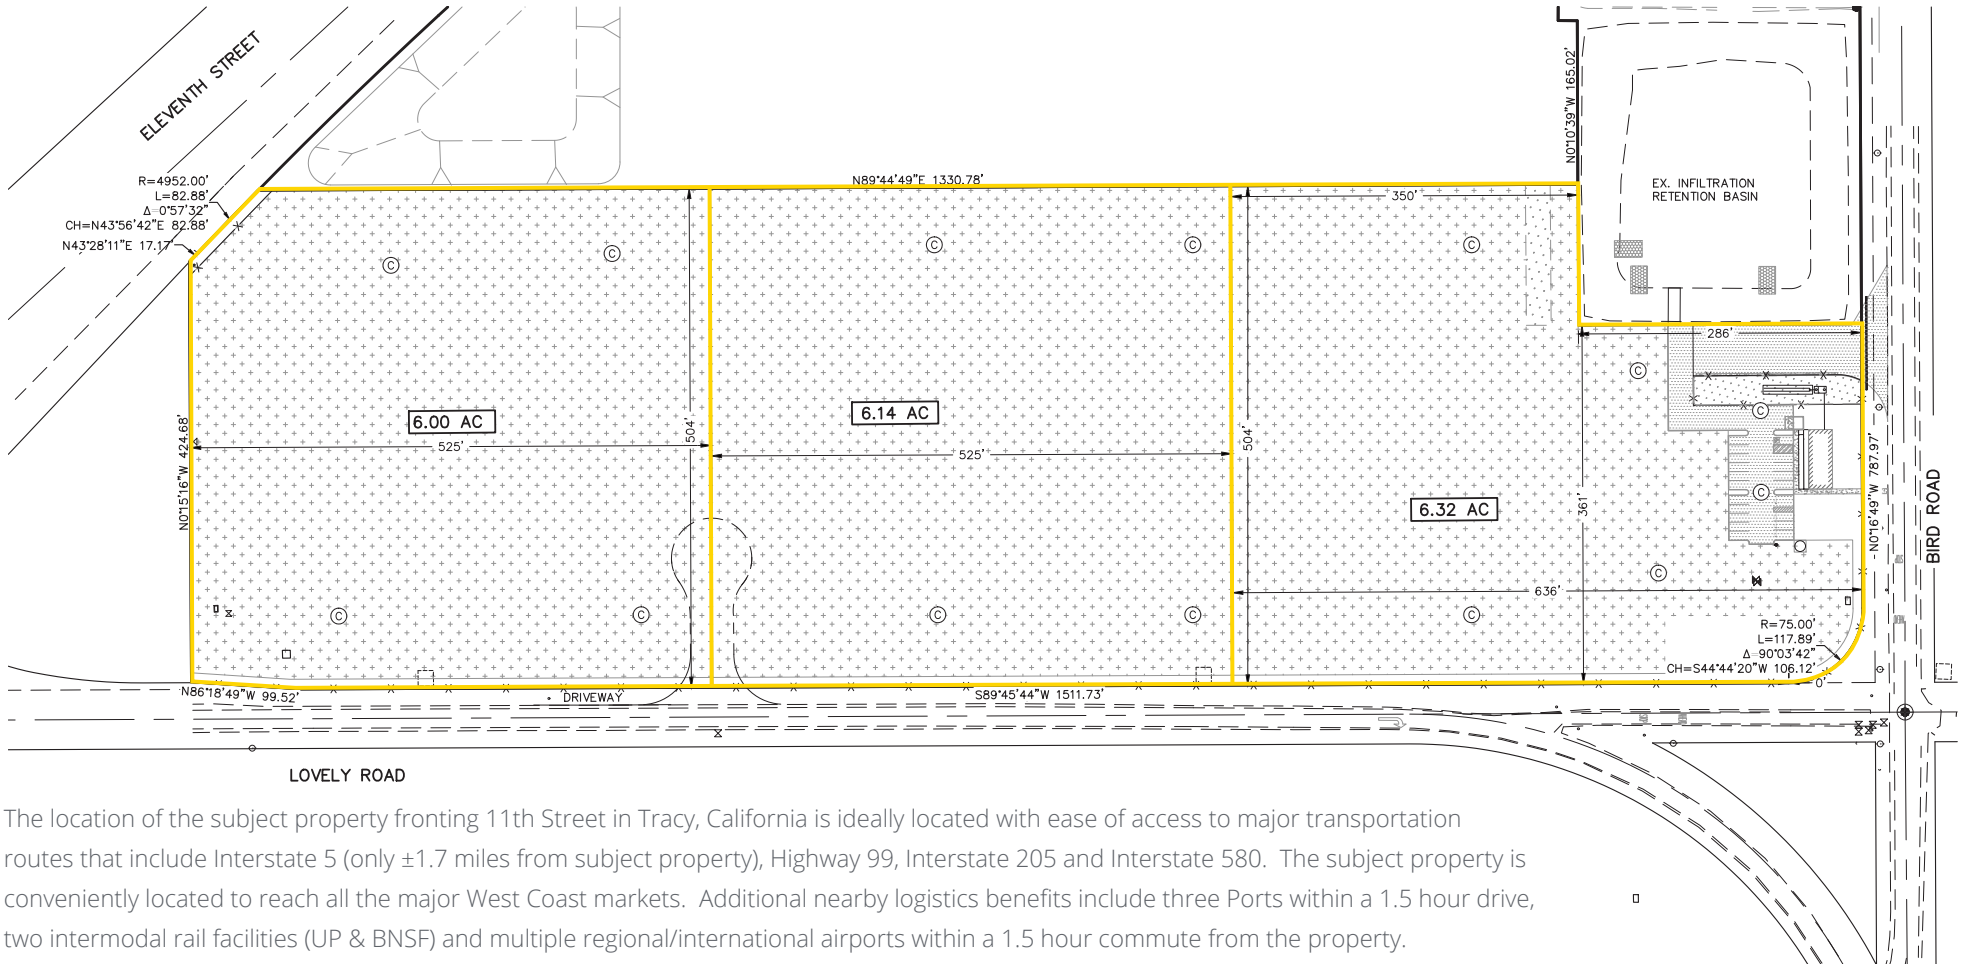 ELEVENTH STREET
R=4952.00'
L=82.88'
Δ=0°57'32"
CH=N43°56'42"E 82.88'
N43°28'11"E 17.17'
N89°44'49"E 1330.78'
N0°10'39"W 165.02'
EX. INFILTRATION
RETENTION BASIN
350'
286'
C
C
C
C
C
C
C
C
6.00 AC
525'
504'
6.14 AC
525'
504'
6.32 AC
361'
636'
N0°15'16"W 424.68'
N0°16'49"W 787.97'
BIRD ROAD
C
C
C
C
C
C
R=75.00'
L=117.89'
Δ=90°03'42"
CH=S44°44'20"W 106.12'
0'
N86°18'49"W 99.52'
DRIVEWAY
S89°45'44"W 1511.73'
LOVELY ROAD
The location of the subject property fronting 11th Street in Tracy, California is ideally located with ease of access to major transportation
routes that include Interstate 5 (only ±1.7 miles from subject property), Highway 99, Interstate 205 and Interstate 580. The subject property is
conveniently located to reach all the major West Coast markets. Additional nearby logistics benefits include three Ports within a 1.5 hour drive,
two intermodal rail facilities (UP & BNSF) and multiple regional/international airports within a 1.5 hour commute from the property.